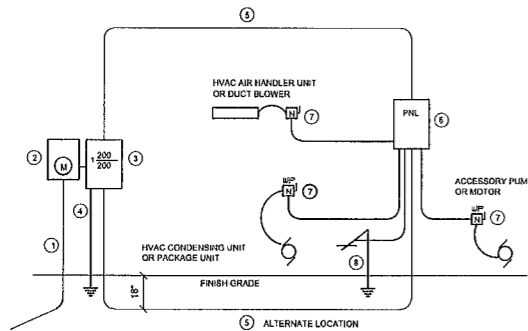 5
HVAC AIR HANDLER UNIT
OR DUCT BLOWER
N 7
PNL 6
2 M 1 200/200 3
ACCESSORY PUM
OR MOTOR
WP
N 7
WP
N 7
4
1
HVAC CONDENSING UNIT
OR PACKAGE UNIT
8
FINISH GRADE
18"
5 ALTERNATE LOCATION